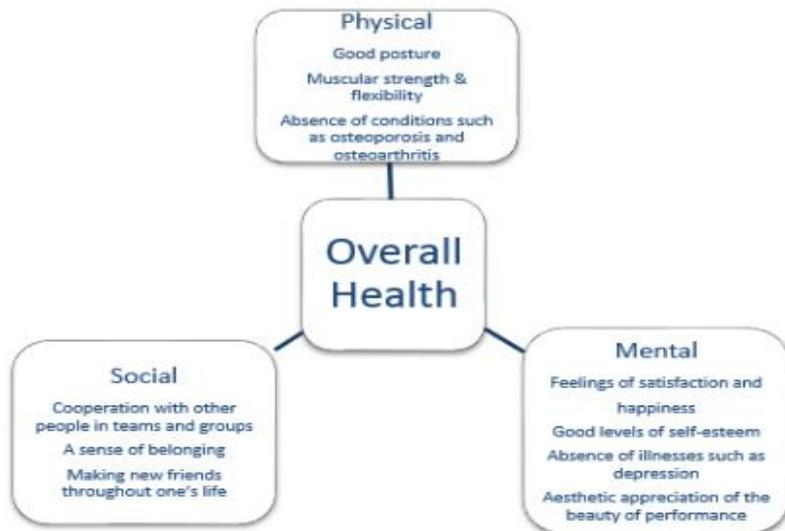 Physical
Good posture
Muscular strength &
flexibility
Absence of conditions such
as osteoporosis and
osteoarthritis
Overall
Health
Social
Cooperation with other
people in teams and groups
A sense of belonging
Making new friends
throughout one's life
Mental
Feelings of satisfaction and
happiness
Good levels of self-esteem
Absence of illnesses such as
depression
Aesthetic appreciation of the
beauty of performance